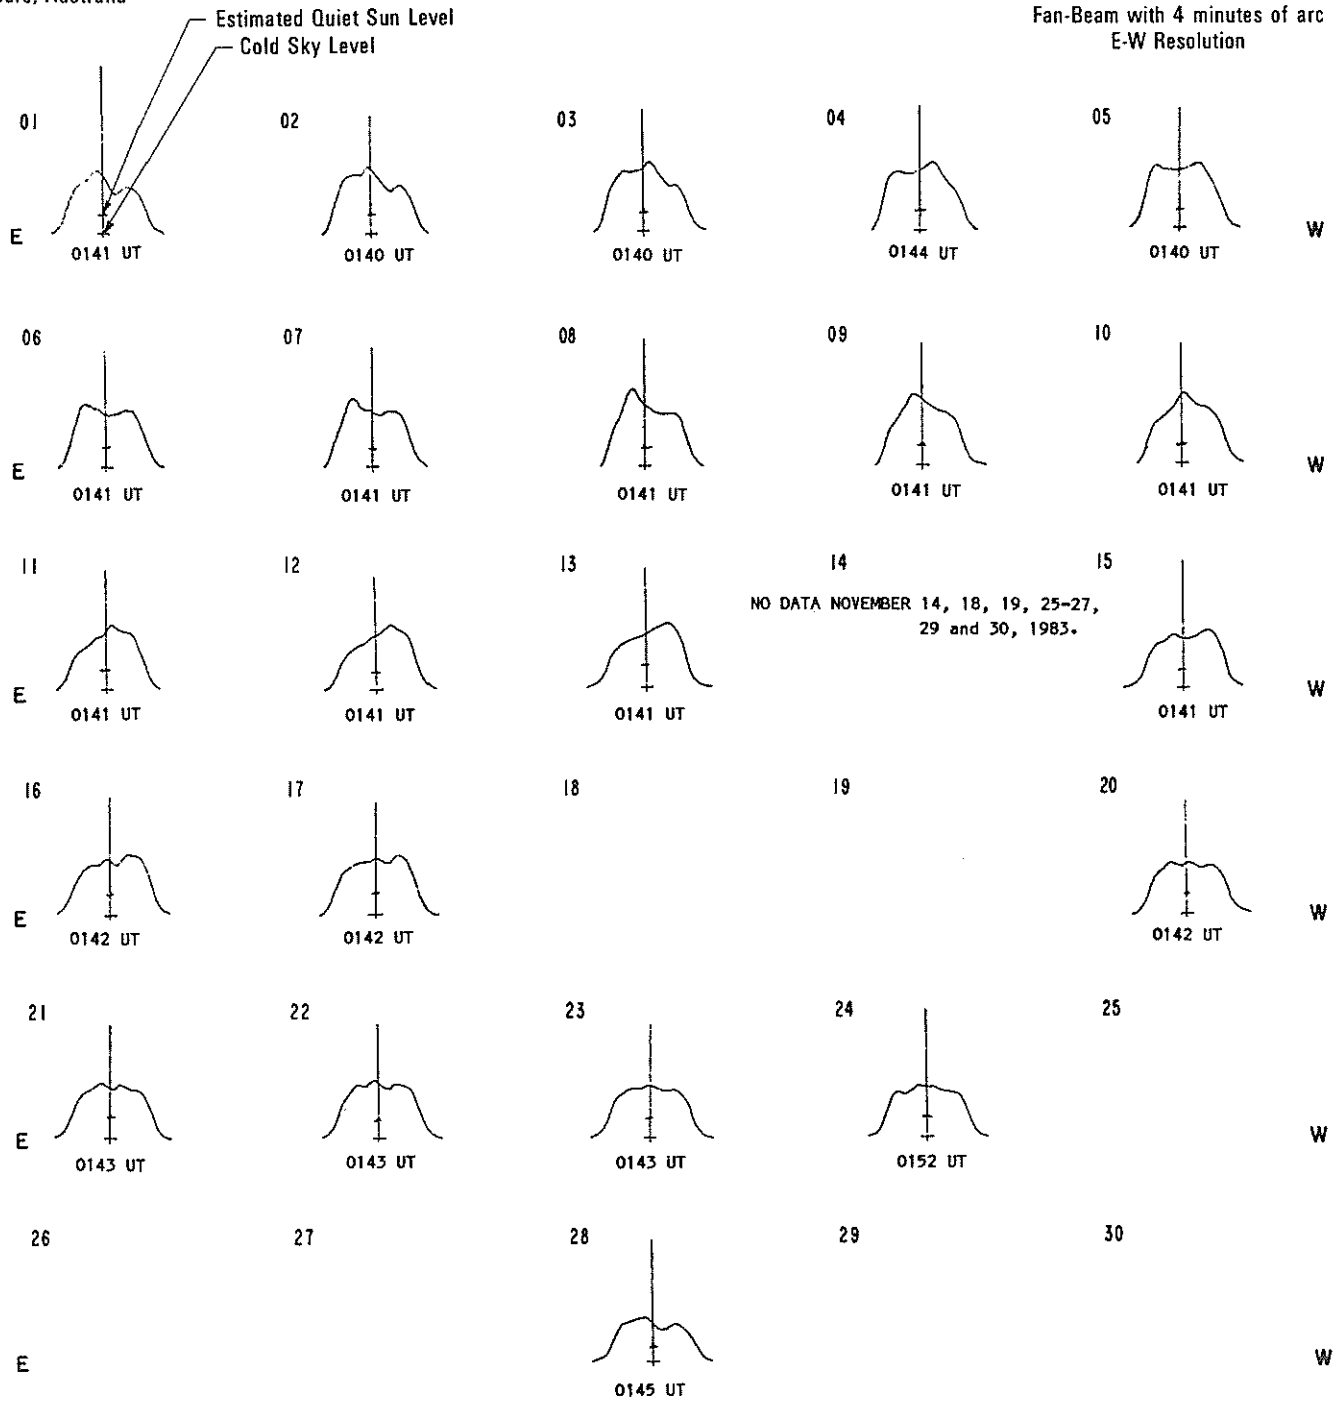 Australia
Estimated Quiet Sun Level
Cold Sky Level
Fan-Beam with 4 minutes of arc
E-W Resolution
01 02 03 04 05
E W
0141 UT 0140 UT 0140 UT 0144 UT 0140 UT
06 07 08 09 10
E W
0141 UT 0141 UT 0141 UT 0141 UT 0141 UT
11 12 13 14 15
NO DATA NOVEMBER 14, 18, 19, 25-27,
29 and 30, 1983.
E W
0141 UT 0141 UT 0141 UT 0141 UT
16 17 18 19 20
E W
0142 UT 0142 UT 0142 UT
21 22 23 24 25
E W
0143 UT 0143 UT 0143 UT 0152 UT
26 27 28 29 30
E W
0145 UT